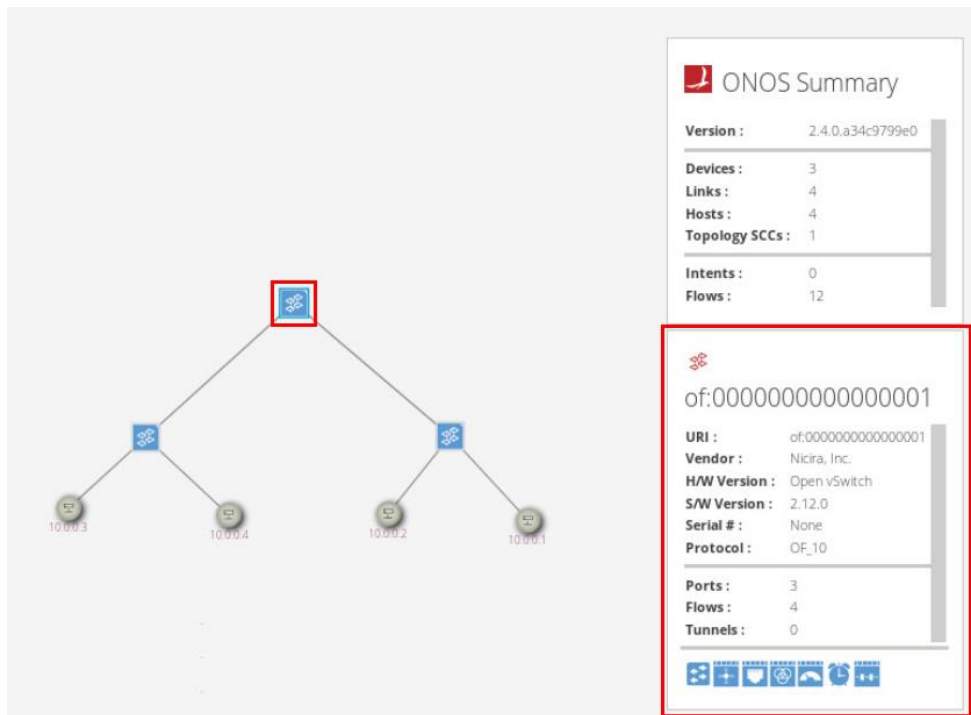 ONOS Summary
Version : 2.4.0.a34c9799e0
Devices : 3
Links : 4
Hosts : 4
Topology SCCs : 1
Intents : 0
Flows : 12
of:0000000000000001
URI : of:0000000000000001
Vendor : Nicira, Inc.
H/W Version : Open vSwitch
S/W Version : 2.12.0
Serial # : None
Protocol : OF_10
Ports : 3
Flows : 4
Tunnels : 0
10.0.0.3
10.0.0.4
10.0.0.2
10.0.0.1